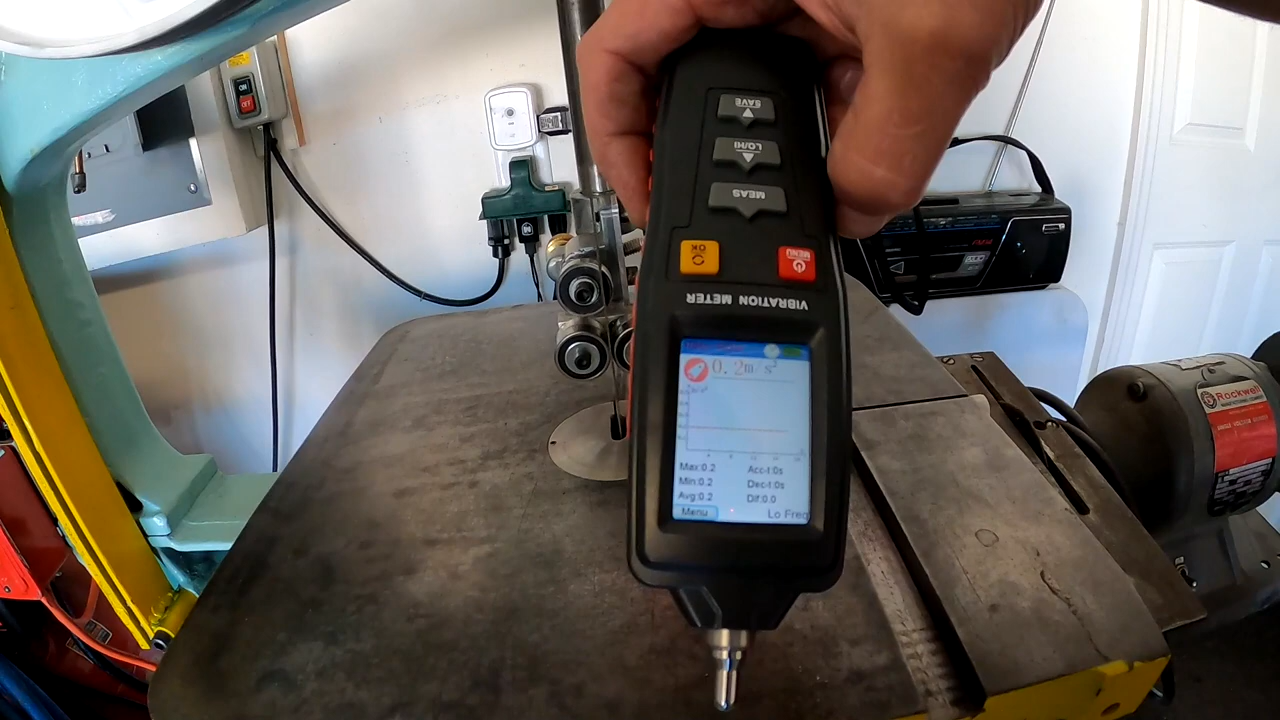 ON
OFF
SAVE
LO/HI
MEAS
OK
MENU
VIBRATION METER
0.2m/s²
Max:0.2
Acc-t:0s
Min:0.2
Dec-t:0s
Avg:0.2
Dif:0.0
Menu
Lo Freq
Rockwell